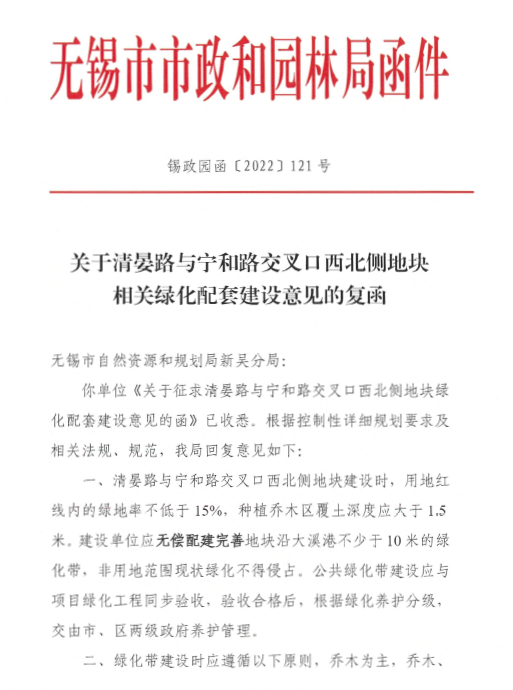 无锡市市政和园林局函件
锡政园函〔2022〕121 号
关于清晏路与宁和路交叉口西北侧地块
相关绿化配套建设意见的复函
无锡市自然资源和规划局新吴分局：
你单位《关于征求清晏路与宁和路交叉口西北侧地块绿
化配套建设意见的函》已收悉。根据控制性详细规划要求及
相关法规、规范，我局回复意见如下：
一、清晏路与宁和路交叉口西北侧地块建设时，用地红
线内的绿地率不低于 15%，种植乔木区覆土深度应大于 1.5
米。建设单位应无偿配建完善地块沿大溪港不少于 10 米的绿
化带，非用地范围现状绿化不得侵占。公共绿化带建设应与
项目绿化工程同步验收，验收合格后，根据绿化养护分级，
交由市、区两级政府养护管理。
二、绿化带建设时应遵循以下原则，乔木为主，乔木、